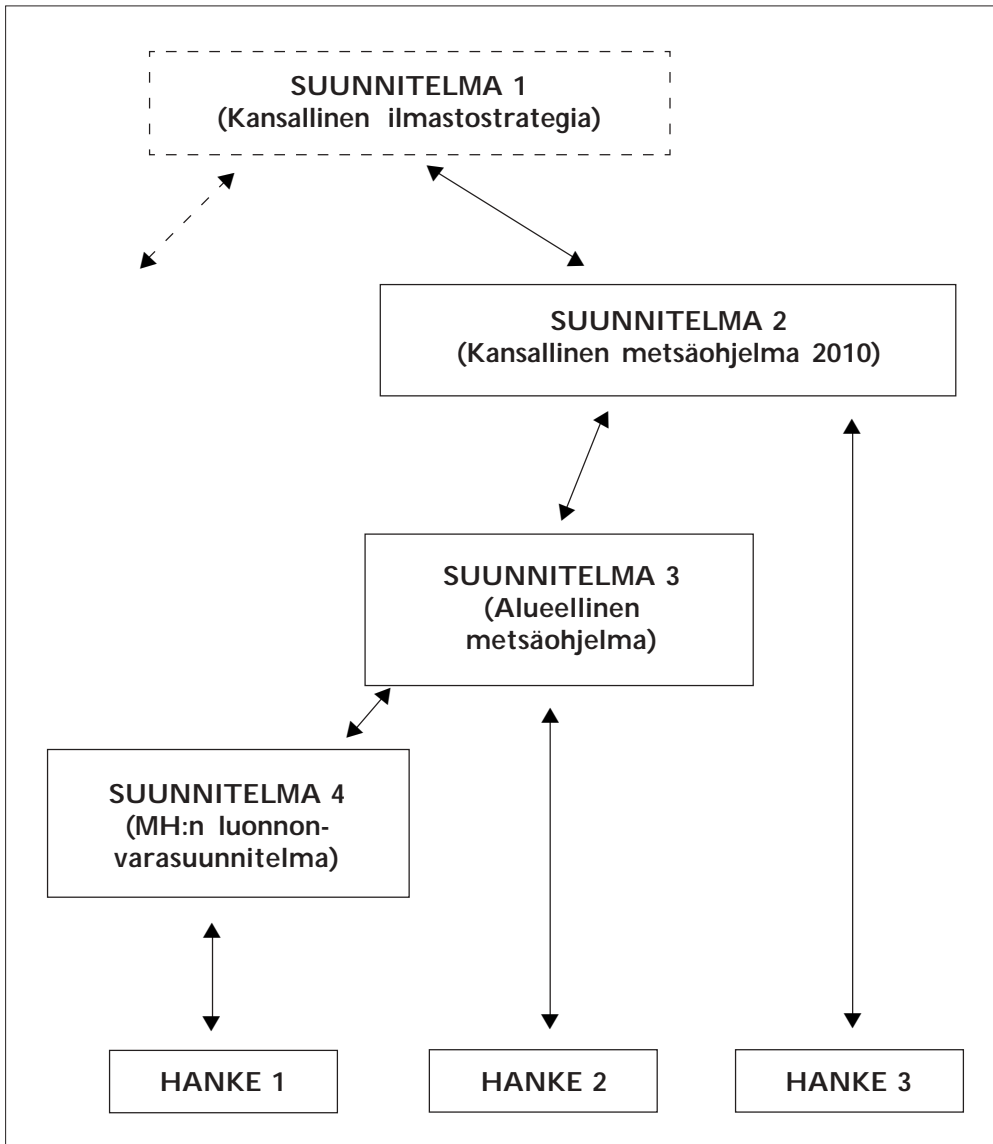 SUUNNITELMA 1
(Kansallinen ilmastostrategia)
SUUNNITELMA 2
(Kansallinen metsäohjelma 2010)
SUUNNITELMA 3
(Alueellinen
metsäohjelma)
SUUNNITELMA 4
(MH:n luonnon-
varasuunnitelma)
HANKE 1
HANKE 2
HANKE 3